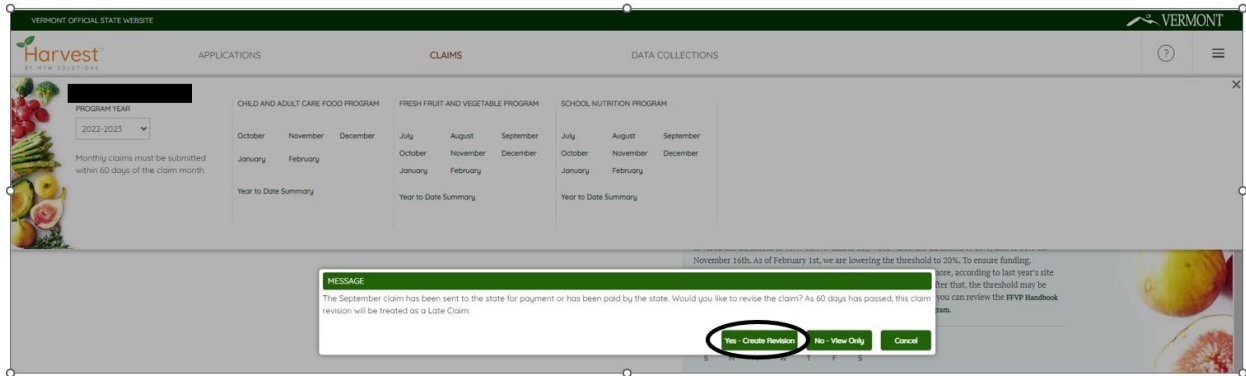 VERMONT OFFICIAL STATE WEBSITE
VERMONT
Harvest
BY MTW SOLUTIONS
APPLICATIONS
CLAIMS
DATA COLLECTIONS
?
PROGRAM YEAR
2022-2023
Monthly claims must be submitted
within 60 days of the claim month.
CHILD AND ADULT CARE FOOD PROGRAM
October November December
January February
Year to Date Summary
FRESH FRUIT AND VEGETABLE PROGRAM
July August September
October November December
January February
Year to Date Summary
SCHOOL NUTRITION PROGRAM
July August September
October November December
January February
Year to Date Summary
November 16th. As of February 1st, we are lowering the threshold to 20%. To ensure funding,
more, according to last year's site
fter that, the threshold may be
you can review the FFVP Handbook
gram.
MESSAGE
The September claim has been sent to the state for payment or has been paid by the state. Would you like to revise the claim? As 60 days has passed, this claim
revision will be treated as a Late Claim.
Yes - Create Revision No - View Only Cancel
S M T W T F S